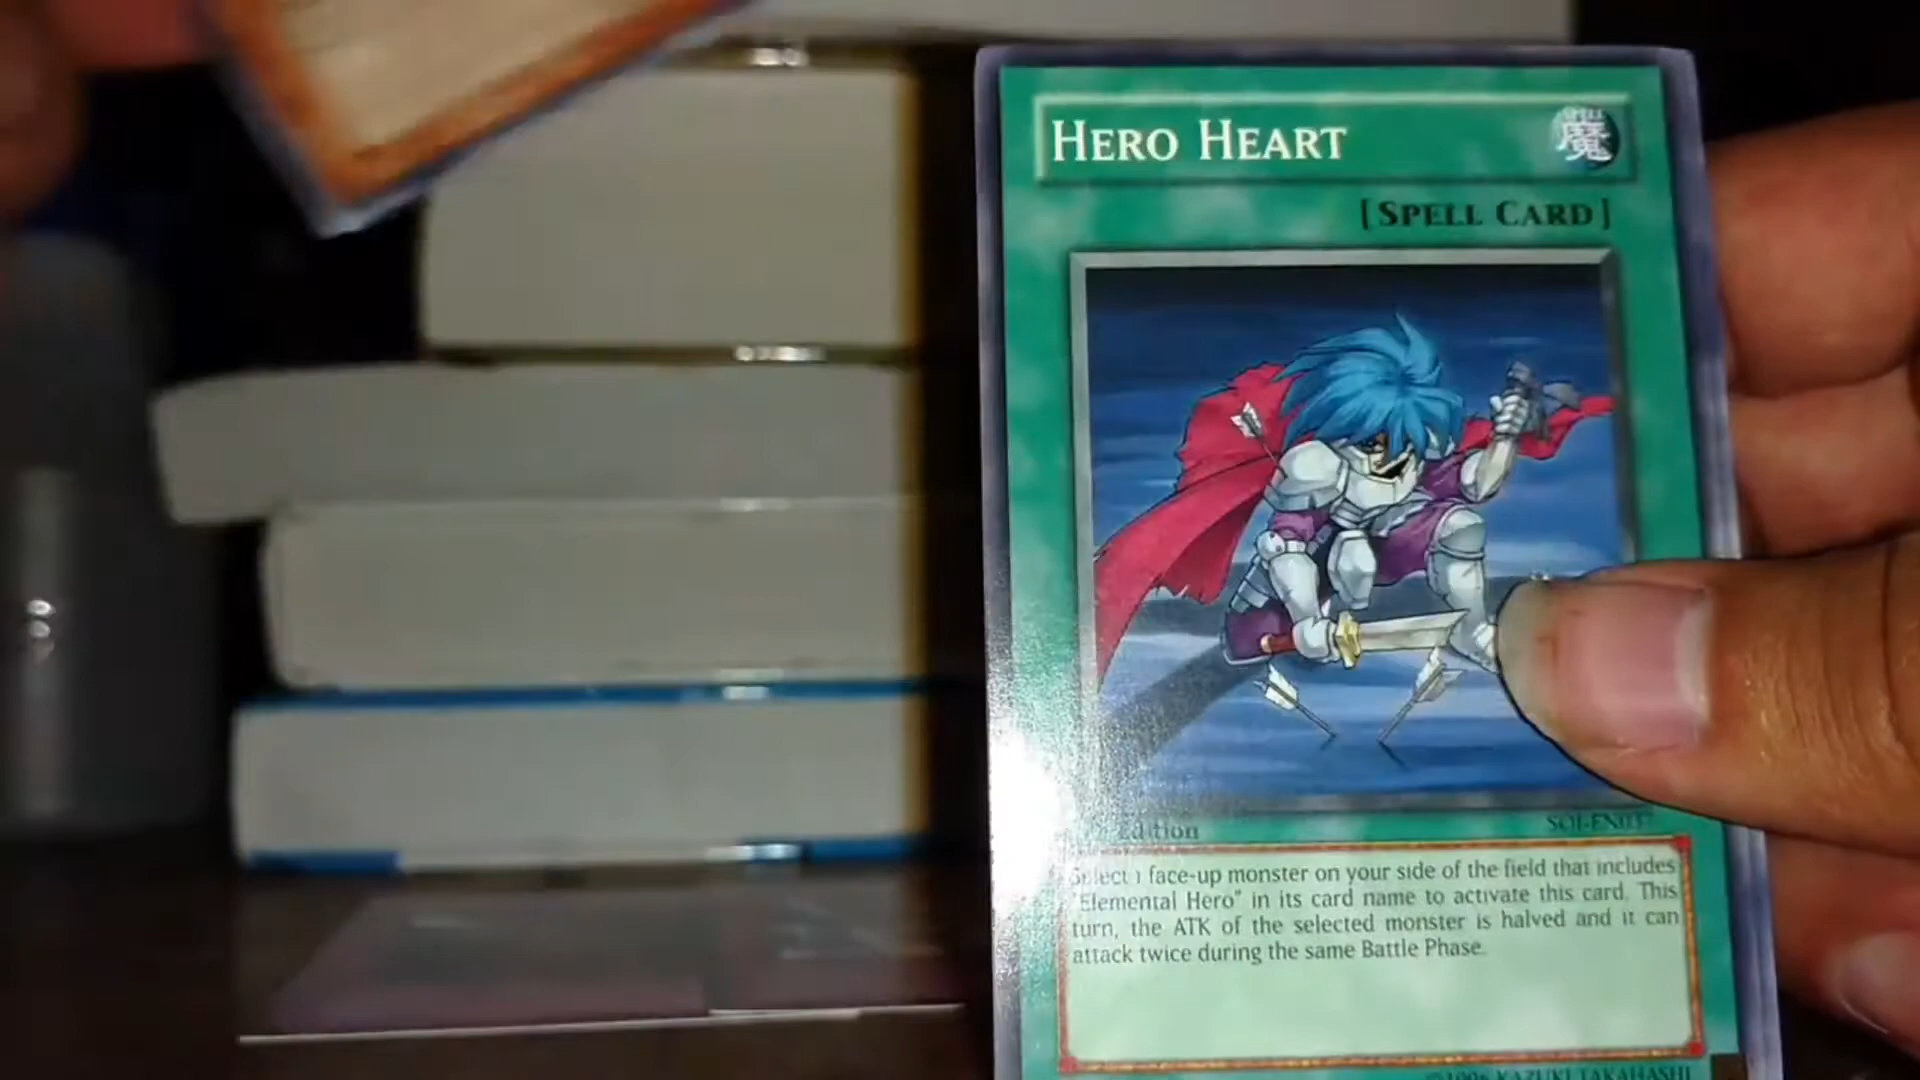 HERO HEART
SPELL
魔
[SPELL CARD]
Edition
Select 1 face-up monster on your side of the field that includes
"Elemental Hero" in its card name to activate this card. This
turn, the ATK of the selected monster is halved and it can
attack twice during the same Battle Phase.
©1996 KAZUKI TAKAHASHI